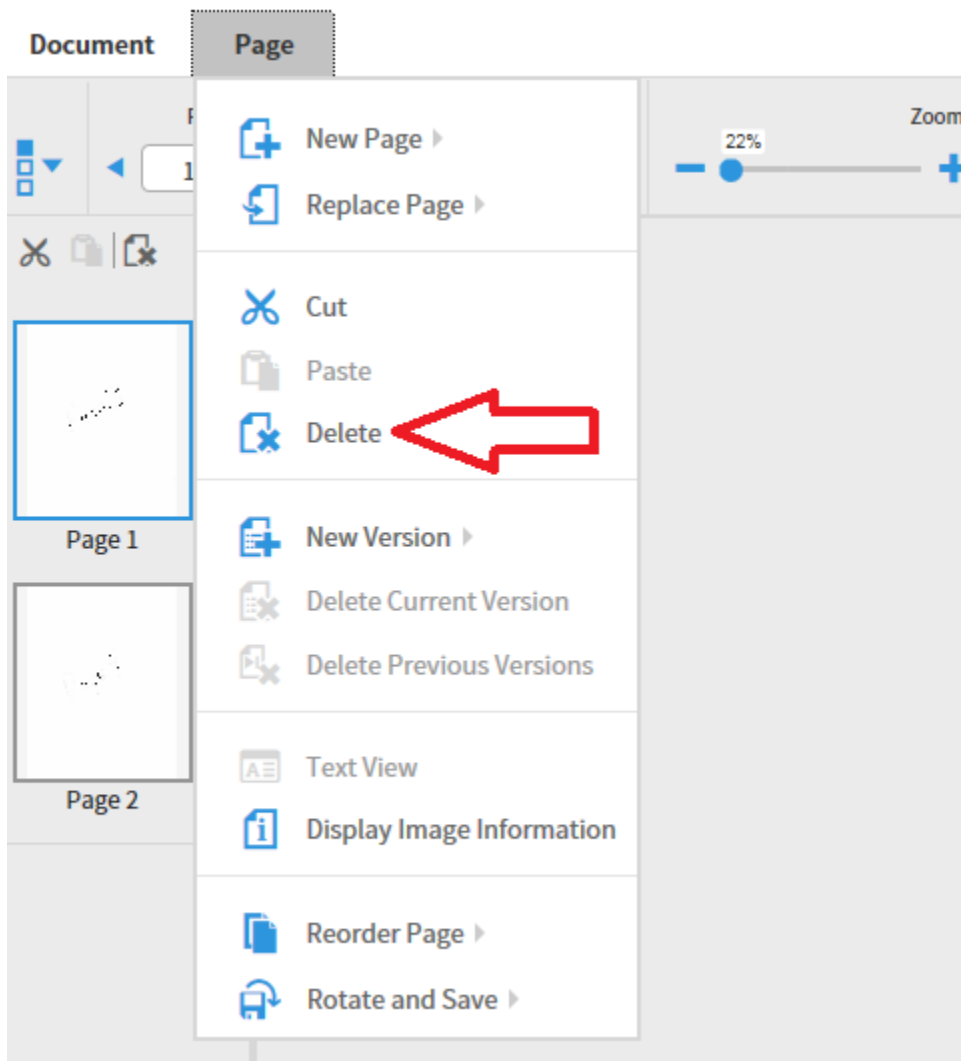 Document
Page
New Page
Replace Page
Cut
Paste
Delete
New Version
Delete Current Version
Delete Previous Versions
Text View
Display Image Information
Reorder Page
Rotate and Save
1
Zoom
22%
Page 1
Page 2